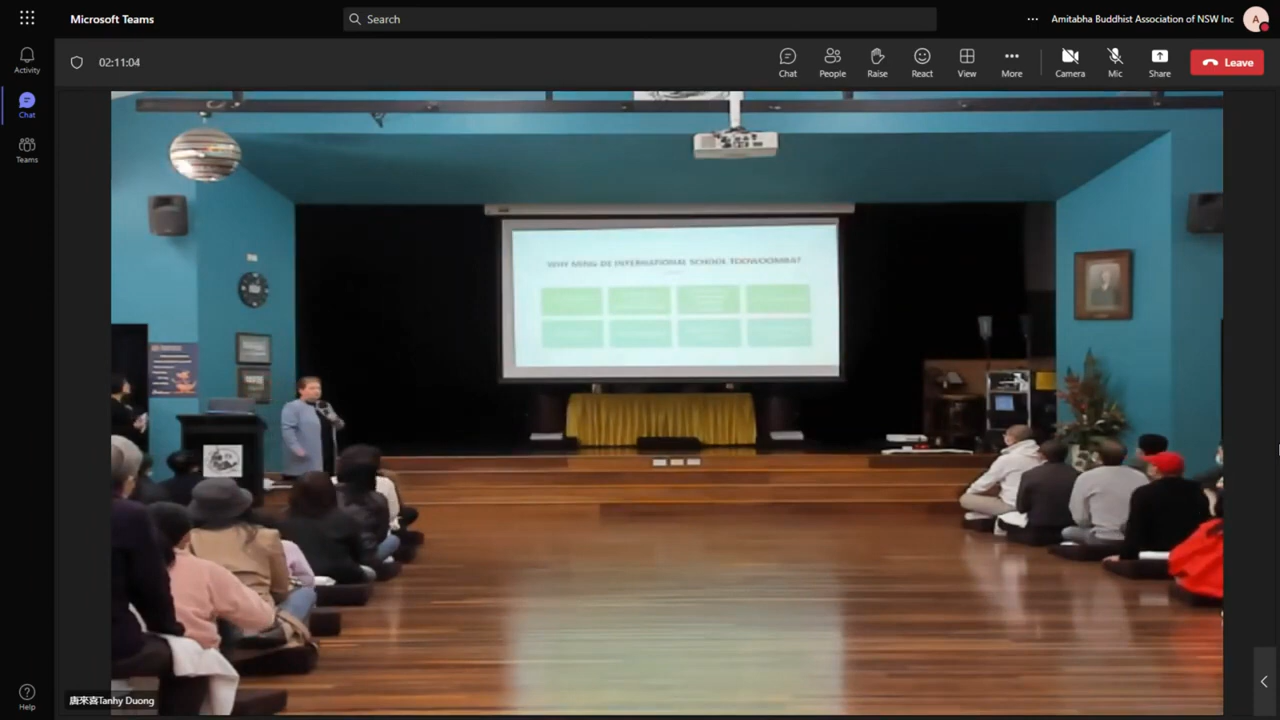 Microsoft Teams
Search
Amitabha Buddhist Association of NSW Inc
A
Activity
Chat
Teams
Help
02:11:04
Chat
People
Raise
React
View
More
Camera
Mic
Share
Leave
WHY MING DE INTERNATIONAL SCHOOL TOOWOOMBA?
唐來喜Tanhy Duong